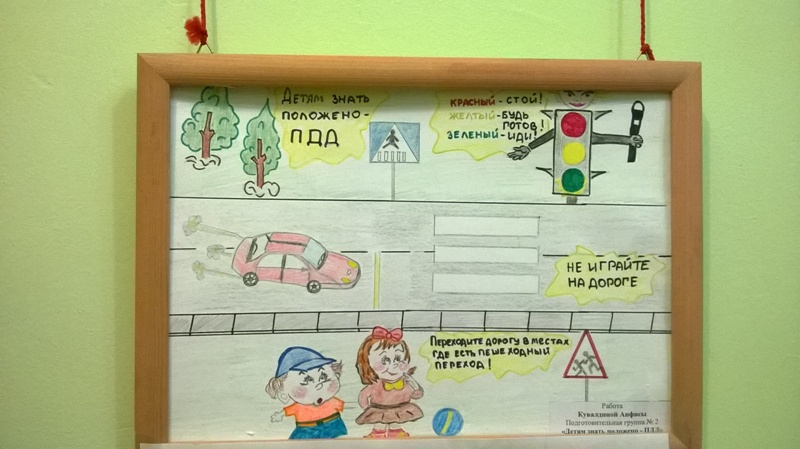 ДЕТЯМ ЗНАТЬ
ПОЛОЖЕНО-
ПДД
КРАСНЫЙ - СТОЙ!
ЖЕЛТЫЙ - БУДЬ
ГОТОВ!
ЗЕЛЕНЫЙ - ИДИ!
НЕ ИГРАЙТЕ
НА ДОРОГЕ
ПЕРЕХОДИТЕ ДОРОГУ В МЕСТАХ
ГДЕ ЕСТЬ ПЕШЕХОДНЫЙ
ПЕРЕХОД!
Работа
Кувалдиной Анфисы
Подготовительная группа № 2
«Детям знать положено - ПДД»